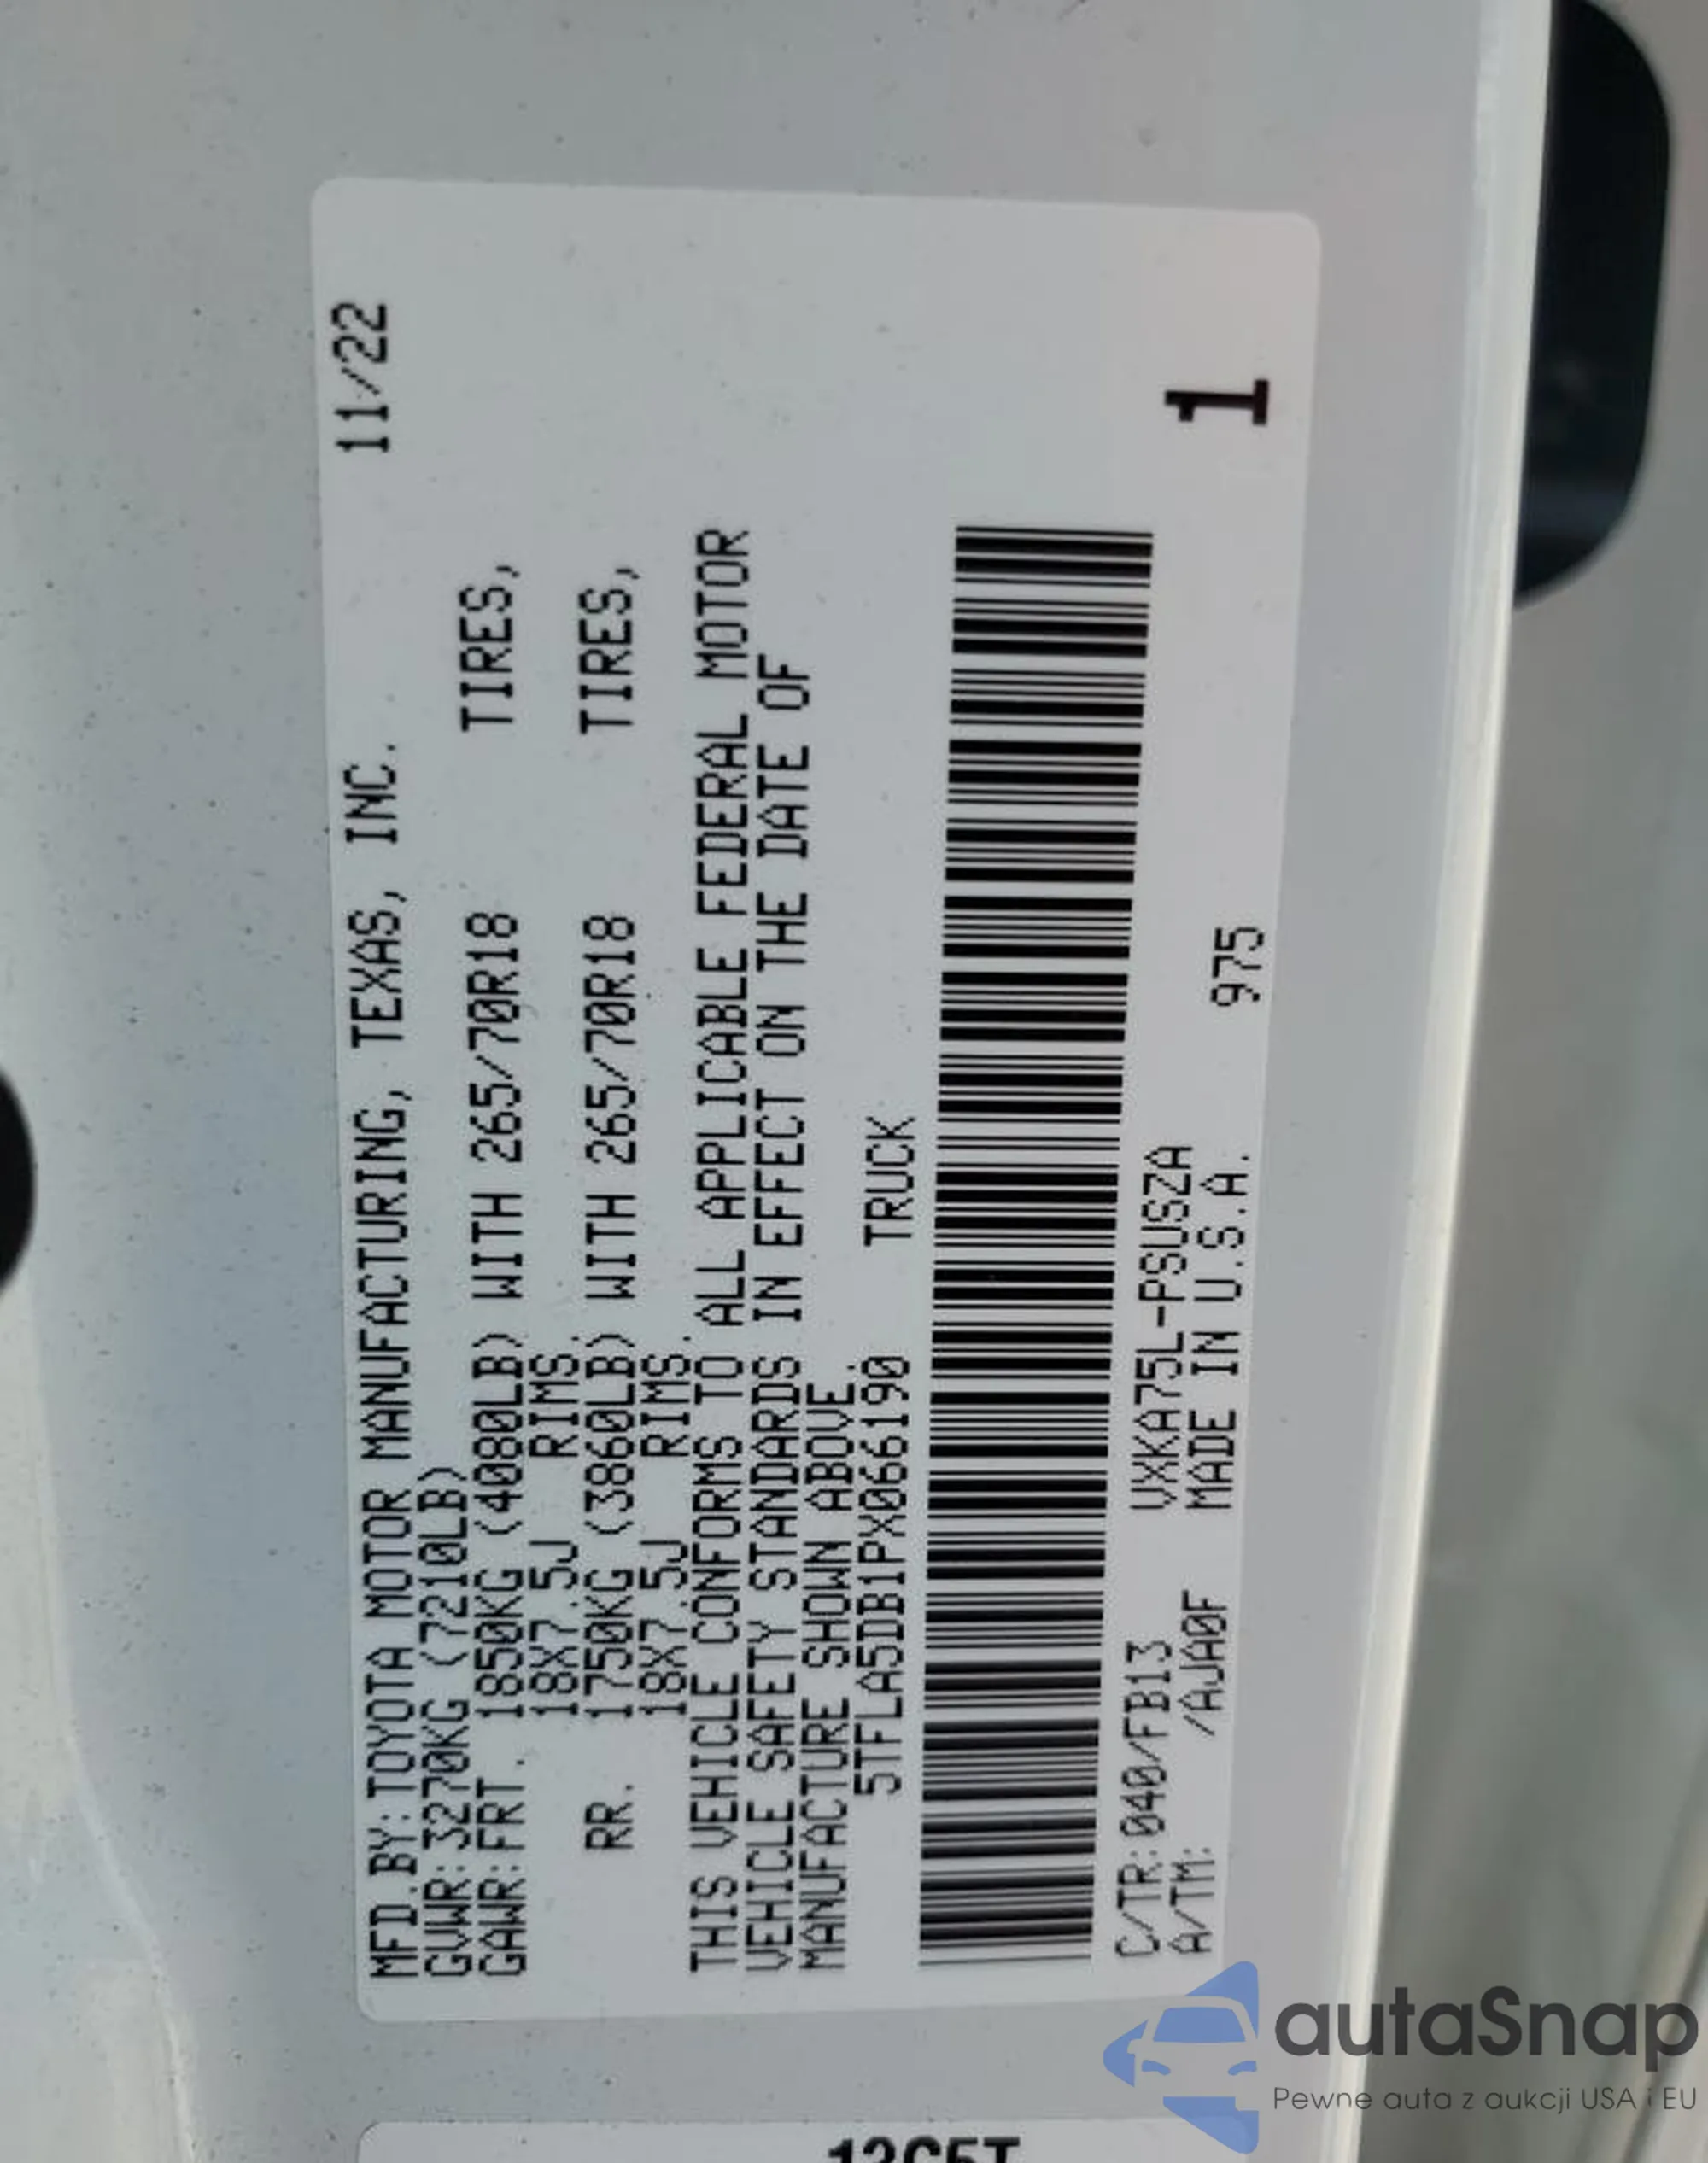 MFD.BY:TOYOTA MOTOR MANUFACTURING, TEXAS, INC. 11/22
GVWR:3270KG (7210LB)
GAWR:FRT. 1850KG (4080LB) WITH 265/70R18 TIRES,
18X7.5J RIMS
RR. 1750KG (3860LB) WITH 265/70R18 TIRES,
18X7.5J RIMS.
THIS VEHICLE CONFORMS TO ALL APPLICABLE FEDERAL MOTOR
VEHICLE SAFETY STANDARDS IN EFFECT ON THE DATE OF
MANUFACTURE SHOWN ABOVE.
5TFLA5DB1PX066190 TRUCK
C/TR:040/FB13 VXKA75L-PSUSZA
A/TM: /AJA0F MADE IN U.S.A. 975
1
autaSnap
Pewne auta z aukcji USA i EU